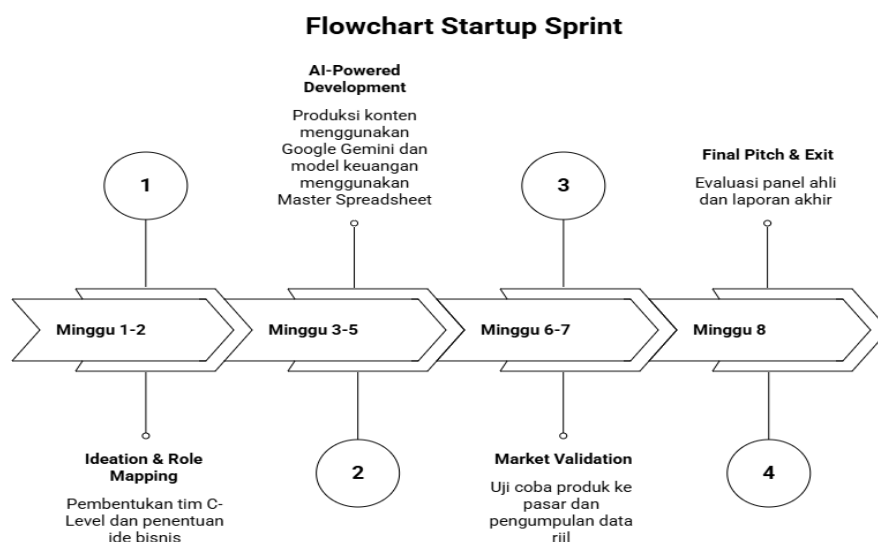 Flowchart Startup Sprint
AI-Powered
Development
Produksi konten
menggunakan
Google Gemini dan
model keuangan
menggunakan
Master Spreadsheet
Final Pitch & Exit
Evaluasi panel ahli
dan laporan akhir
1
3
Minggu 1-2
Minggu 3-5
Minggu 6-7
Minggu 8
2
4
Ideation & Role
Mapping
Pembentukan tim C-
Level dan penentuan
ide bisnis
Market Validation
Uji coba produk ke
pasar dan
pengumpulan data
riil